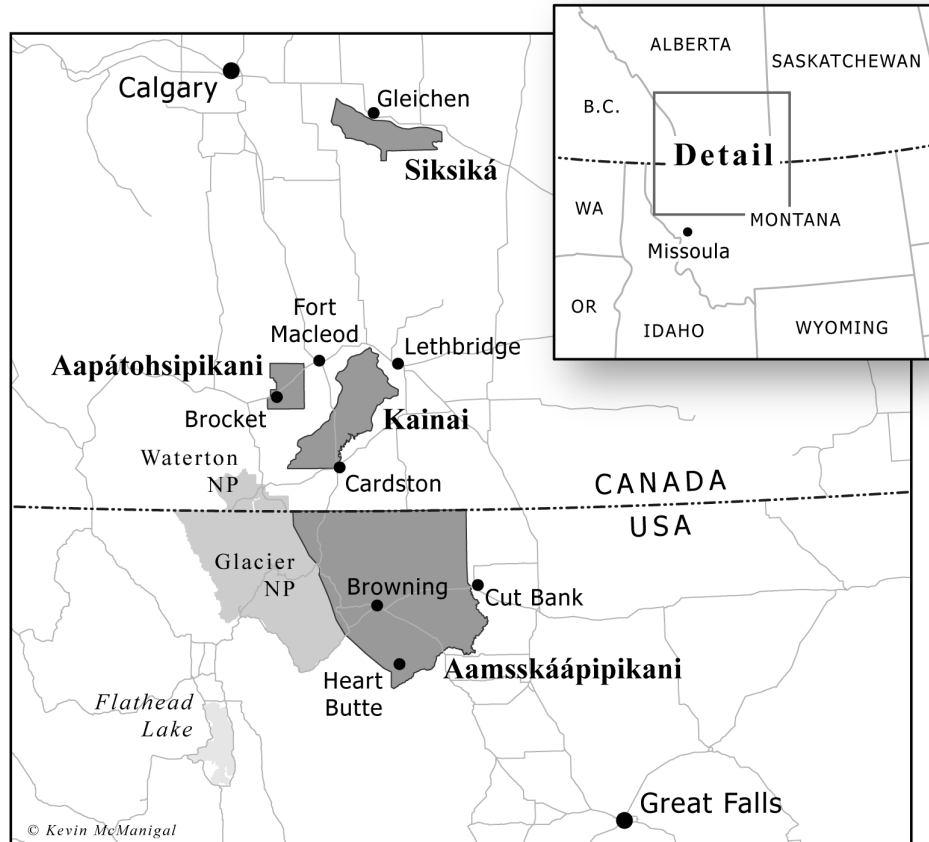 ALBERTA
SASKATCHEWAN
B.C.
Detail
WA
MONTANA
Missoula
OR
IDAHO
WYOMING
Calgary
Gleichen
Siksiká
Fort
Macleod
Lethbridge
Aapátohsipikani
Brocket
Kainai
Waterton
NP
Cardston
CANADA
USA
Glacier
NP
Browning
Cut Bank
Heart
Butte
Aamsskáápipikani
Flathead
Lake
Great Falls
© Kevin McManigal